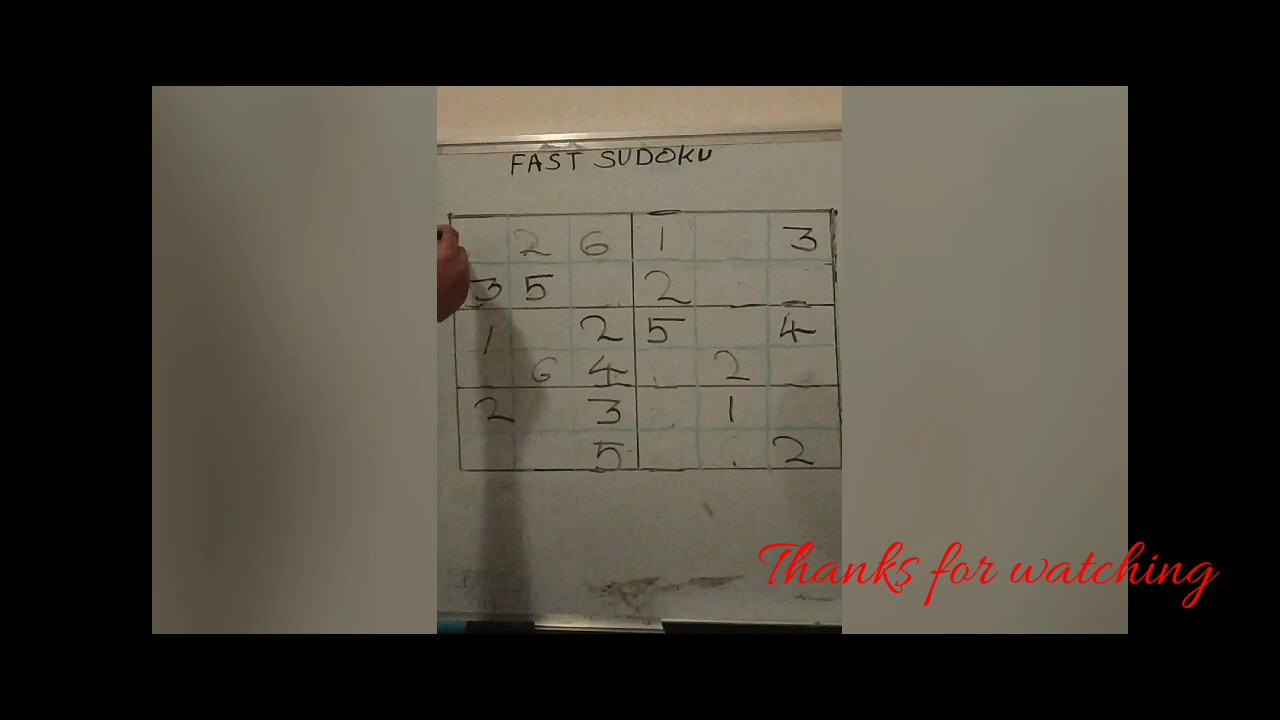 FAST SUDOKU
2 6 1 3
3 5 2
1 2 5 4
6 4 2
2 3 1
5 2
Thanks for watching